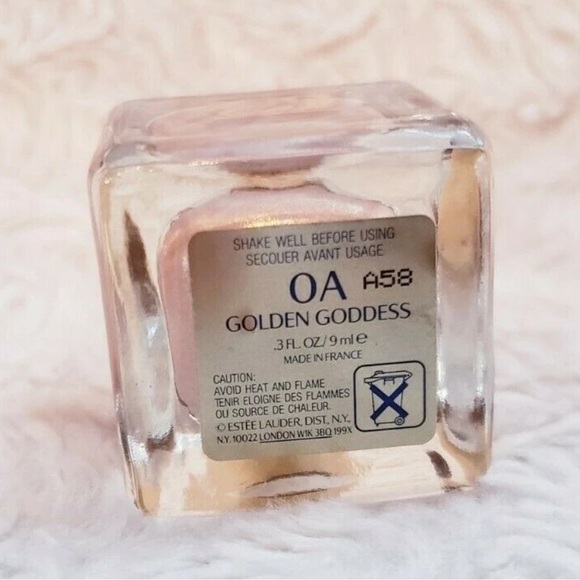 SHAKE WELL BEFORE USING
SECOUER AVANT USAGE
OA A58
GOLDEN GODDESS
.3 FL. OZ/9 ml ℮
MADE IN FRANCE
CAUTION:
AVOID HEAT AND FLAME
TENIR ELOIGNE DES FLAMMES
OU SOURCE DE CHALEUR.
© ESTÉE LAUDER, DIST. N.Y.,
N.Y. 10022 LONDON W1K 3BQ 199X